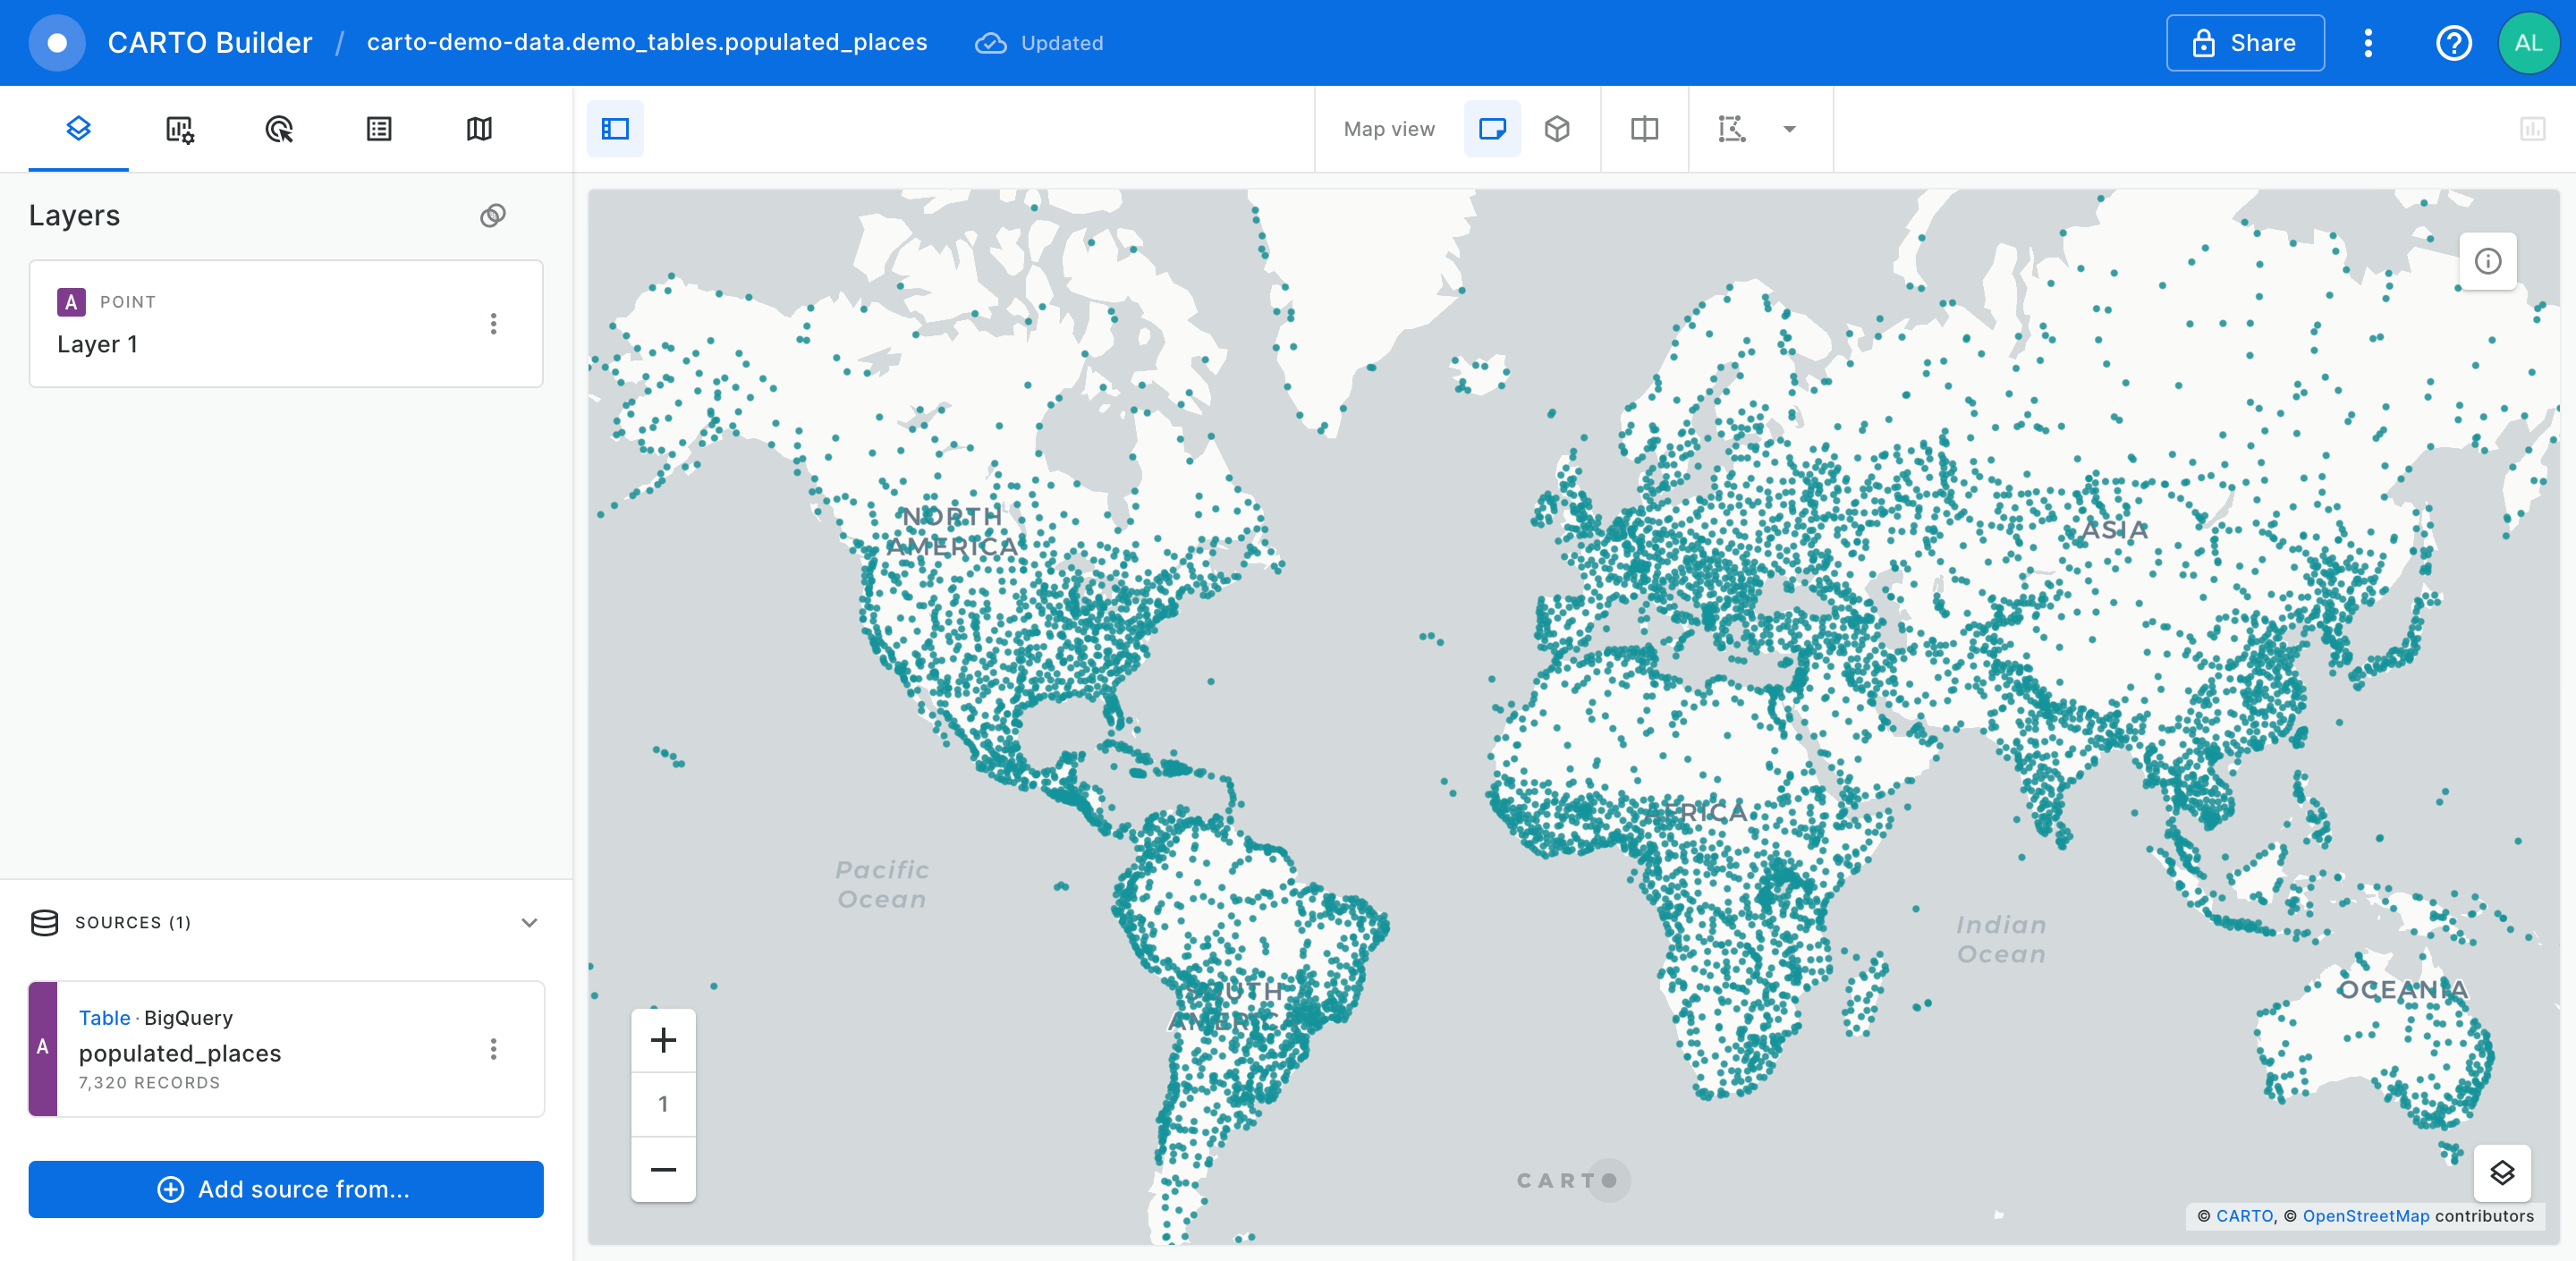 CARTO Builder / carto-demo-data.demo_tables.populated_places Updated Share AL
Map view
Layers
A POINT
Layer 1
SOURCES (1)
A
Table · BigQuery
populated_places
7,320 RECORDS
Add source from...
NORTH
AMERICA
ASIA
AFRICA
Pacific
Ocean
Indian
Ocean
SOUTH
AMERICA
OCEANIA
1
CARTO
© CARTO, © OpenStreetMap contributors